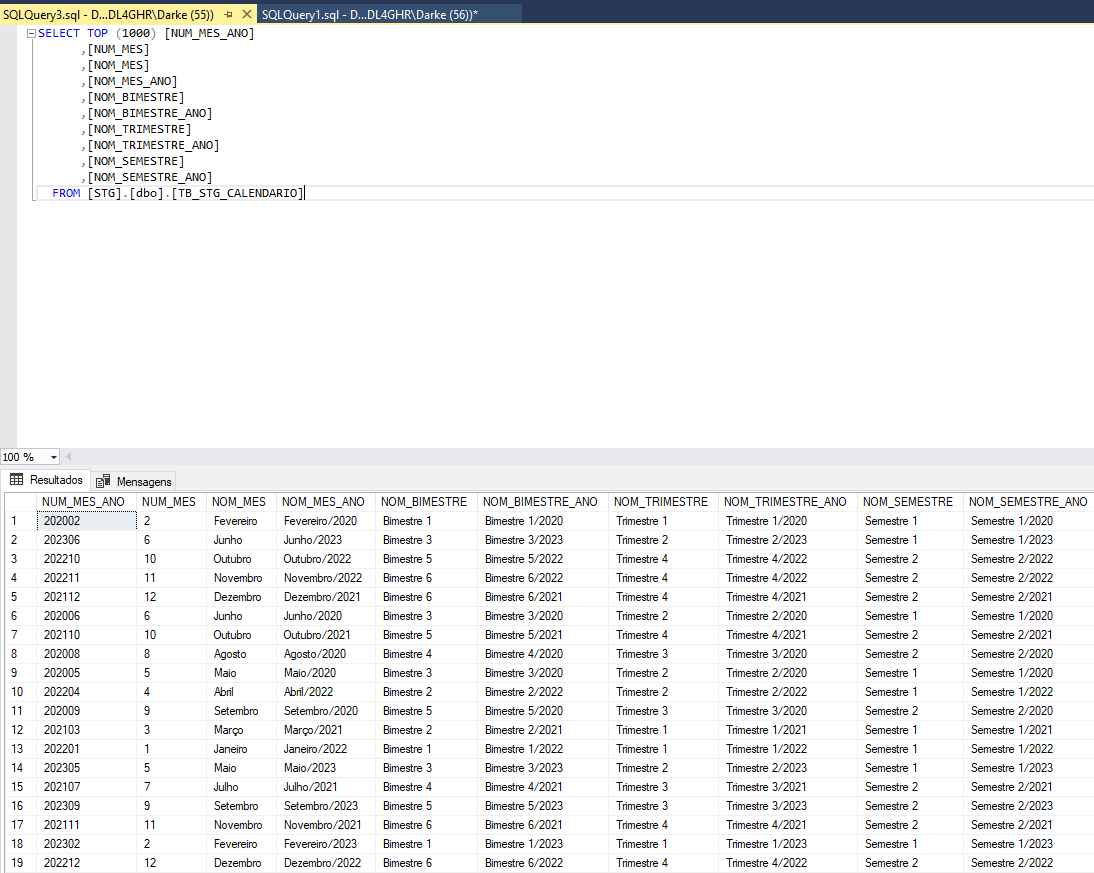 SQLQuery3.sql - D...DL4GHR\Darke (55)) SQLQuery1.sql - D...DL4GHR\Darke (56))*
SELECT TOP (1000) [NUM_MES_ANO]
,[NUM_MES]
,[NOM_MES]
,[NOM_MES_ANO]
,[NOM_BIMESTRE]
,[NOM_BIMESTRE_ANO]
,[NOM_TRIMESTRE]
,[NOM_TRIMESTRE_ANO]
,[NOM_SEMESTRE]
,[NOM_SEMESTRE_ANO]
FROM [STG].[dbo].[TB_STG_CALENDARIO]
100 %
Resultados Mensagens
NUM_MES_ANO NUM_MES NOM_MES NOM_MES_ANO NOM_BIMESTRE NOM_BIMESTRE_ANO NOM_TRIMESTRE NOM_TRIMESTRE_ANO NOM_SEMESTRE NOM_SEMESTRE_ANO
1 202002 2 Fevereiro Fevereiro/2020 Bimestre 1 Bimestre 1/2020 Trimestre 1 Trimestre 1/2020 Semestre 1 Semestre 1/2020
2 202306 6 Junho Junho/2023 Bimestre 3 Bimestre 3/2023 Trimestre 2 Trimestre 2/2023 Semestre 1 Semestre 1/2023
3 202210 10 Outubro Outubro/2022 Bimestre 5 Bimestre 5/2022 Trimestre 4 Trimestre 4/2022 Semestre 2 Semestre 2/2022
4 202211 11 Novembro Novembro/2022 Bimestre 6 Bimestre 6/2022 Trimestre 4 Trimestre 4/2022 Semestre 2 Semestre 2/2022
5 202112 12 Dezembro Dezembro/2021 Bimestre 6 Bimestre 6/2021 Trimestre 4 Trimestre 4/2021 Semestre 2 Semestre 2/2021
6 202006 6 Junho Junho/2020 Bimestre 3 Bimestre 3/2020 Trimestre 2 Trimestre 2/2020 Semestre 1 Semestre 1/2020
7 202110 10 Outubro Outubro/2021 Bimestre 5 Bimestre 5/2021 Trimestre 4 Trimestre 4/2021 Semestre 2 Semestre 2/2021
8 202008 8 Agosto Agosto/2020 Bimestre 4 Bimestre 4/2020 Trimestre 3 Trimestre 3/2020 Semestre 2 Semestre 2/2020
9 202005 5 Maio Maio/2020 Bimestre 3 Bimestre 3/2020 Trimestre 2 Trimestre 2/2020 Semestre 1 Semestre 1/2020
10 202204 4 Abril Abril/2022 Bimestre 2 Bimestre 2/2022 Trimestre 2 Trimestre 2/2022 Semestre 1 Semestre 1/2022
11 202009 9 Setembro Setembro/2020 Bimestre 5 Bimestre 5/2020 Trimestre 3 Trimestre 3/2020 Semestre 2 Semestre 2/2020
12 202103 3 Março Março/2021 Bimestre 2 Bimestre 2/2021 Trimestre 1 Trimestre 1/2021 Semestre 1 Semestre 1/2021
13 202201 1 Janeiro Janeiro/2022 Bimestre 1 Bimestre 1/2022 Trimestre 1 Trimestre 1/2022 Semestre 1 Semestre 1/2022
14 202305 5 Maio Maio/2023 Bimestre 3 Bimestre 3/2023 Trimestre 2 Trimestre 2/2023 Semestre 1 Semestre 1/2023
15 202107 7 Julho Julho/2021 Bimestre 4 Bimestre 4/2021 Trimestre 3 Trimestre 3/2021 Semestre 2 Semestre 2/2021
16 202309 9 Setembro Setembro/2023 Bimestre 5 Bimestre 5/2023 Trimestre 3 Trimestre 3/2023 Semestre 2 Semestre 2/2023
17 202111 11 Novembro Novembro/2021 Bimestre 6 Bimestre 6/2021 Trimestre 4 Trimestre 4/2021 Semestre 2 Semestre 2/2021
18 202302 2 Fevereiro Fevereiro/2023 Bimestre 1 Bimestre 1/2023 Trimestre 1 Trimestre 1/2023 Semestre 1 Semestre 1/2023
19 202212 12 Dezembro Dezembro/2022 Bimestre 6 Bimestre 6/2022 Trimestre 4 Trimestre 4/2022 Semestre 2 Semestre 2/2022